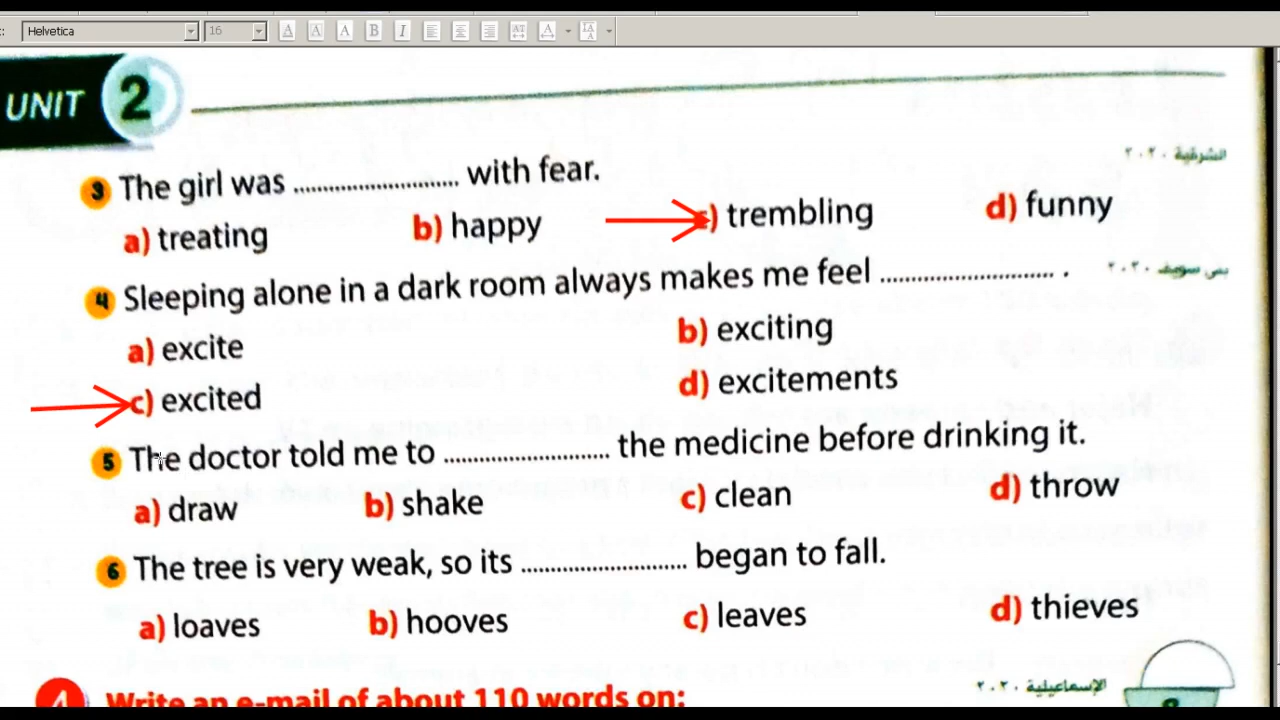 Helvetica 16
UNIT 2
الشرقية ٢٠٢٠
3 The girl was ........................... with fear.
a) treating b) happy c) trembling d) funny
بنى سويف ٢٠٢٠
4 Sleeping alone in a dark room always makes me feel ............................ .
a) excite b) exciting
c) excited d) excitements
5 The doctor told me to ........................... the medicine before drinking it.
a) draw b) shake c) clean d) throw
6 The tree is very weak, so its ........................... began to fall.
a) loaves b) hooves c) leaves d) thieves
الإسماعيلية ٢٠٢٠
4 Write an e-mail of about 110 words on: